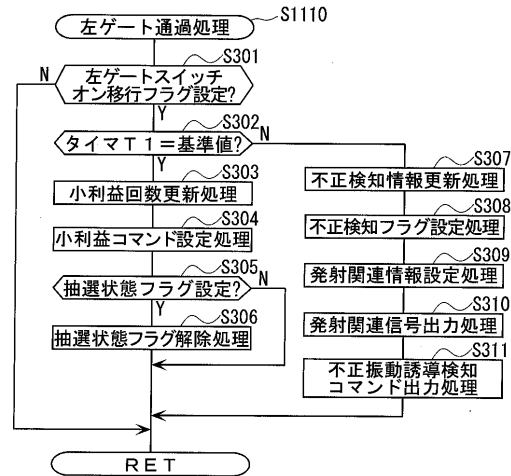 左ゲート通過処理
S1110
S301
N
左ゲートスイッチ
オン移行フラグ設定?
Y
S302
タイマT1=基準値?
N
Y
S303
小利益回数更新処理
S304
小利益コマンド設定処理
S305
抽選状態フラグ設定?
N
Y
S306
抽選状態フラグ解除処理
S307
不正検知情報更新処理
S308
不正検知フラグ設定処理
S309
発射関連情報設定処理
S310
発射関連信号出力処理
S311
不正振動誘導検知
コマンド出力処理
RET